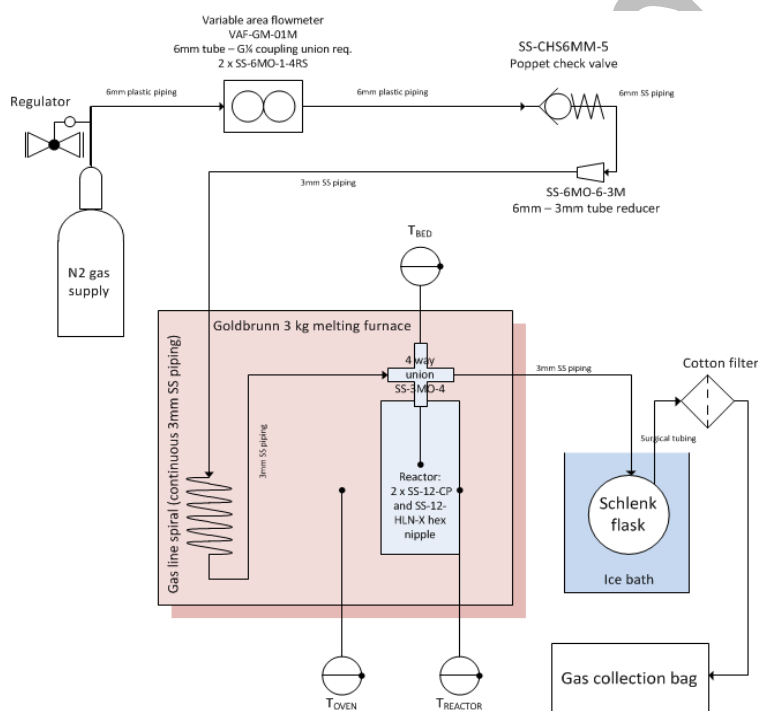 Variable area flowmeter
VAF-GM-01M
6mm tube – G¼ coupling union req.
2 x SS-6MO-1-4RS
SS-CHS6MM-5
Poppet check valve
Regulator
6mm plastic piping
6mm plastic piping
6mm SS piping
3mm SS piping
SS-6MO-6-3M
6mm – 3mm tube reducer
N2 gas
supply
TBED
Goldbrunn 3 kg melting furnace
Gas line spiral (continuous 3mm SS piping)
4 way
union
SS-3MO-4
3mm SS piping
3mm SS piping
Cotton filter
Surgical tubing
Reactor:
2 x SS-12-CP
and SS-12-
HLN-X hex
nipple
Schlenk
flask
Ice bath
TOVEN
TREACTOR
Gas collection bag